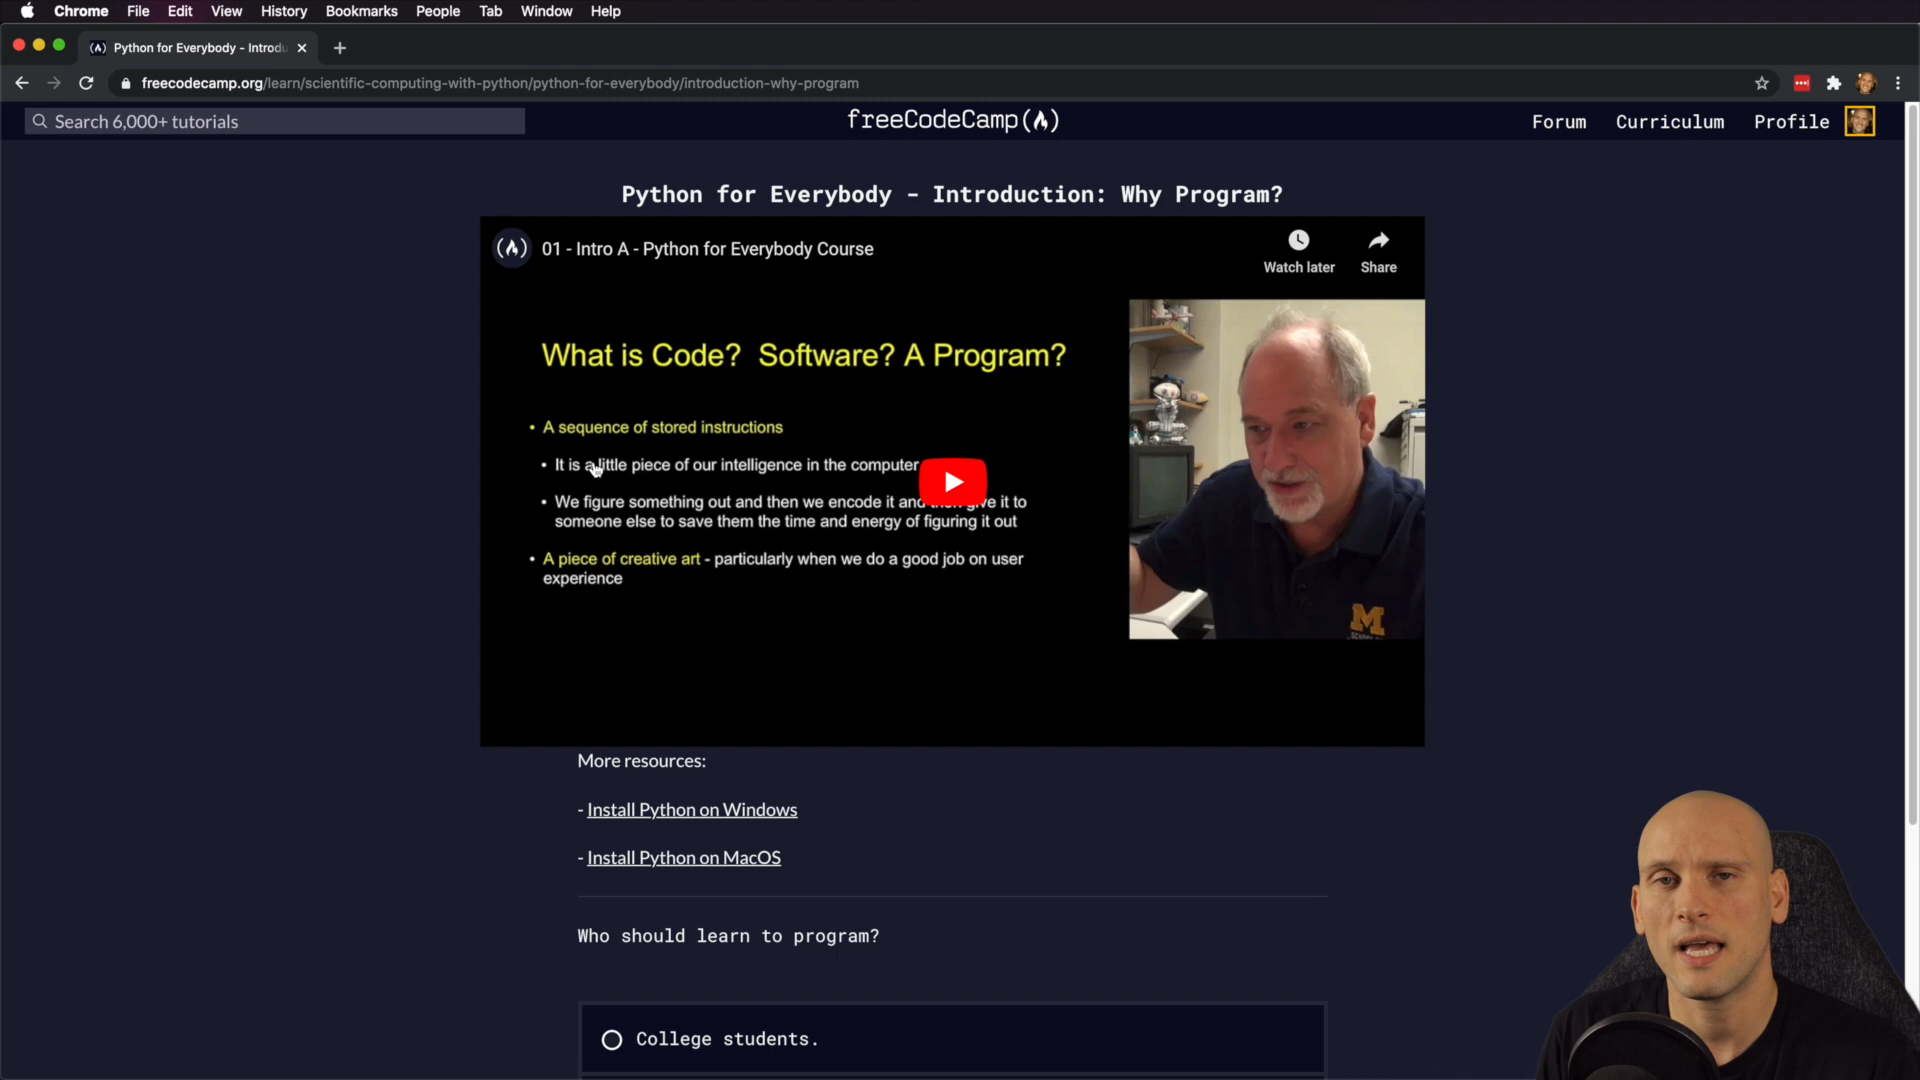 Chrome File Edit View History Bookmarks People Tab Window Help
Python for Everybody - Introdu
freecodecamp.org/learn/scientific-computing-with-python/python-for-everybody/introduction-why-program
Search 6,000+ tutorials
freeCodeCamp
Forum Curriculum Profile
Python for Everybody - Introduction: Why Program?
01 - Intro A - Python for Everybody Course
Watch later Share
What is Code? Software? A Program?
• A sequence of stored instructions
• It is a little piece of our intelligence in the computer
• We figure something out and then we encode it and then give it to
someone else to save them the time and energy of figuring it out
• A piece of creative art - particularly when we do a good job on user
experience
M
More resources:
- Install Python on Windows
- Install Python on MacOS
Who should learn to program?
College students.